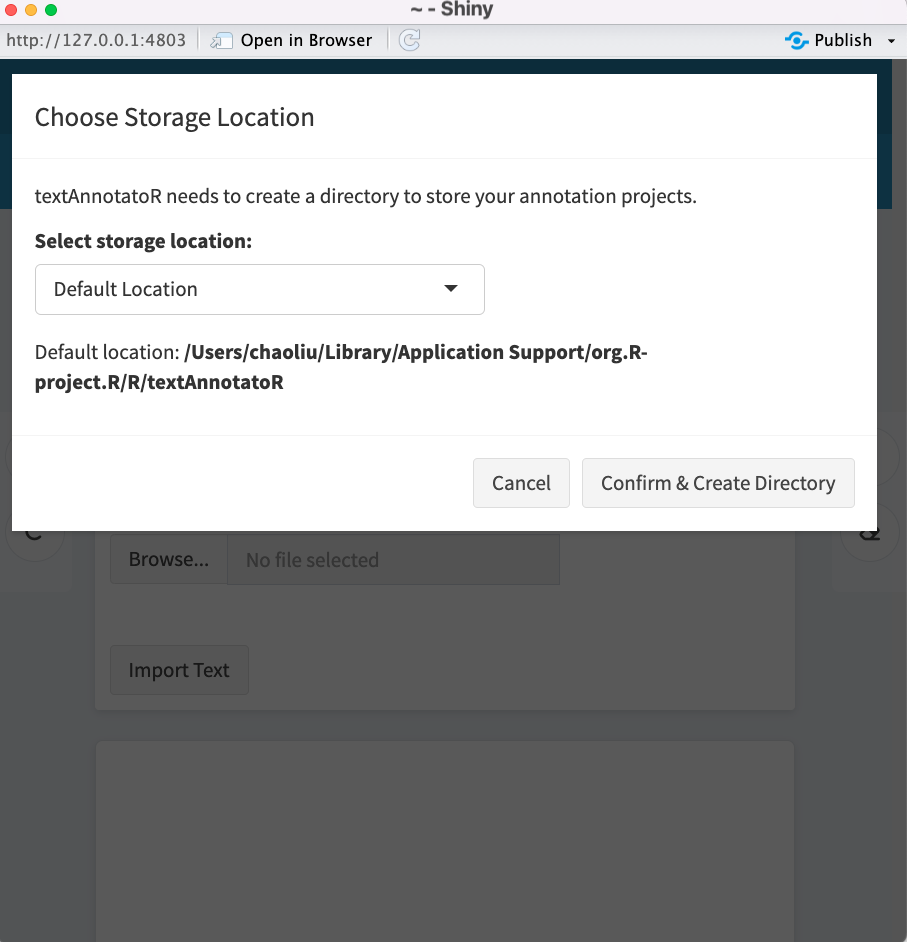 ~ - Shiny
http://127.0.0.1:4803
Open in Browser
Publish
Choose Storage Location
textAnnotatoR needs to create a directory to store your annotation projects.
Select storage location:
Default Location
Default location: /Users/chaoliu/Library/Application Support/org.R-
project.R/R/textAnnotatoR
Cancel
Confirm & Create Directory
Browse...
No file selected
Import Text